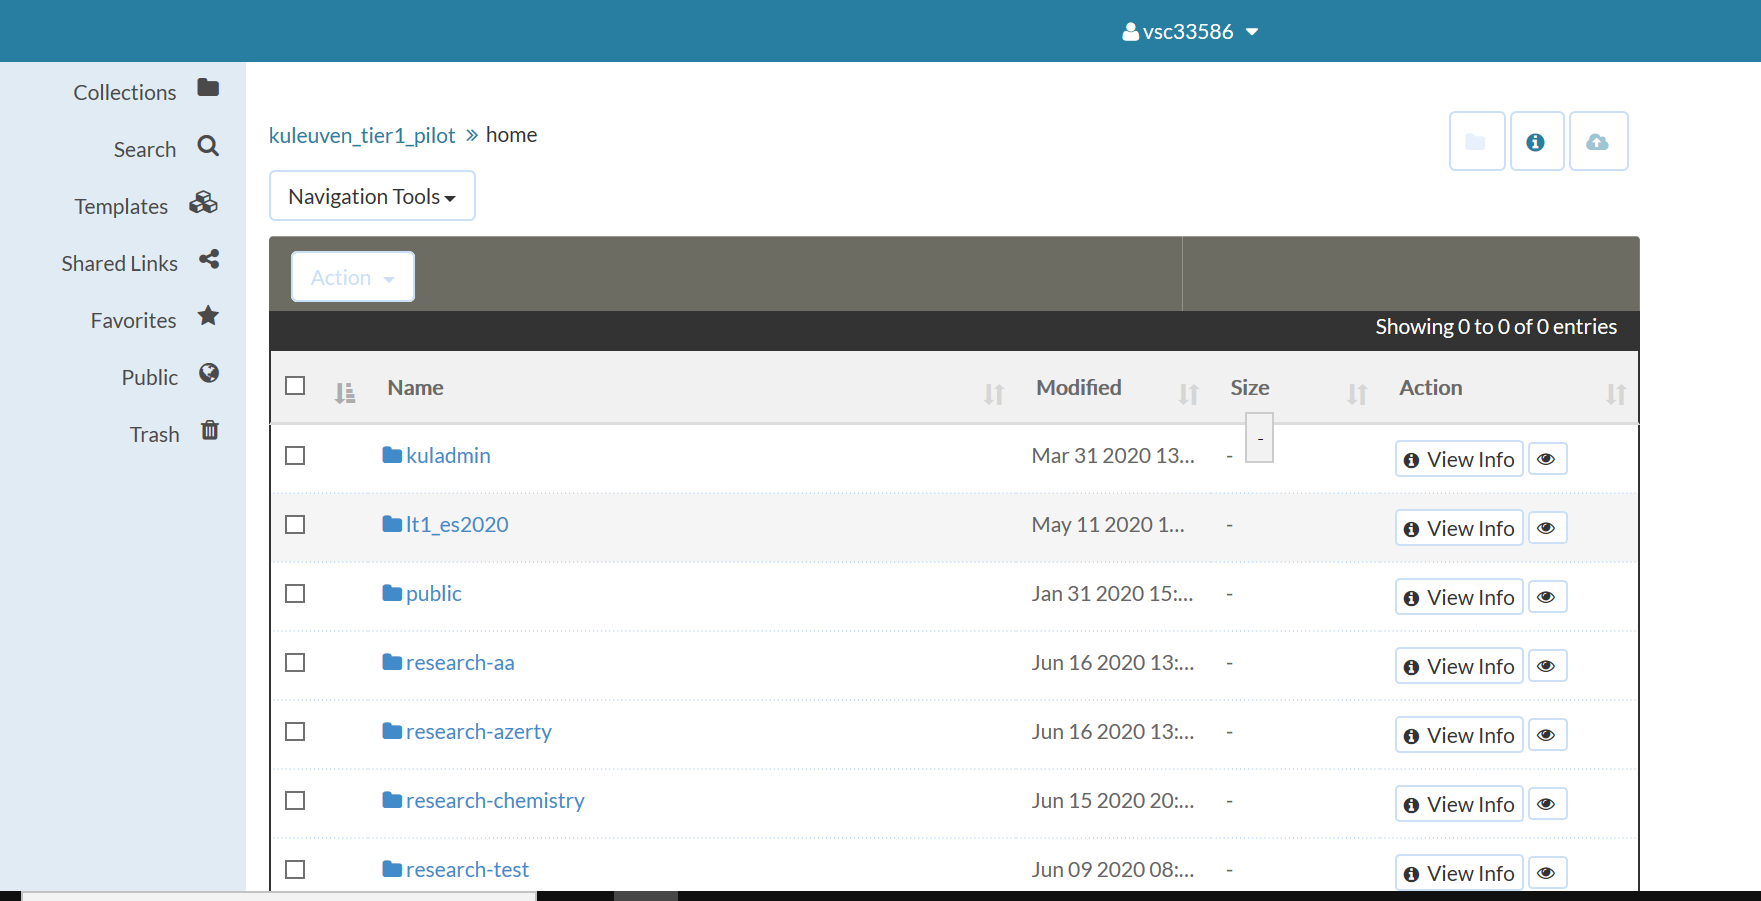 vsc33586
Collections
Search
Templates
Shared Links
Favorites
Public
Trash
kuleuven_tier1_pilot » home
Navigation Tools
Action
Showing 0 to 0 of 0 entries
Name Modified Size Action
-
kuladmin Mar 31 2020 13... - View Info
lt1_es2020 May 11 2020 1... - View Info
public Jan 31 2020 15:... - View Info
research-aa Jun 16 2020 13:... - View Info
research-azerty Jun 16 2020 13:... - View Info
research-chemistry Jun 15 2020 20:... - View Info
research-test Jun 09 2020 08:... - View Info